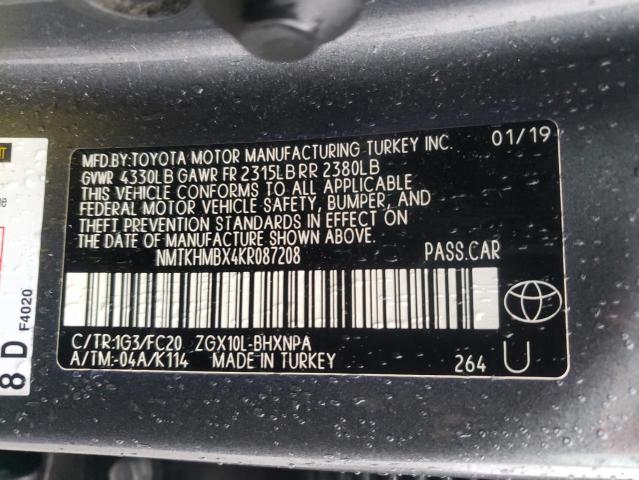 MFD.BY:TOYOTA MOTOR MANUFACTURING TURKEY INC. 01/19
GVWR 4330LB GAWR FR 2315LB RR 2380LB
THIS VEHICLE CONFORMS TO ALL APPLICABLE
FEDERAL MOTOR VEHICLE SAFETY, BUMPER, AND
THEFT PREVENTION STANDARDS IN EFFECT ON
THE DATE OF MANUFACTURE SHOWN ABOVE.
NMTKHMBX4KR087208 PASS.CAR
C/TR:1G3/FC20 ZGX10L-BHXNPA
A/TM:-04A/K114 MADE IN TURKEY 264 U
8 D F4020